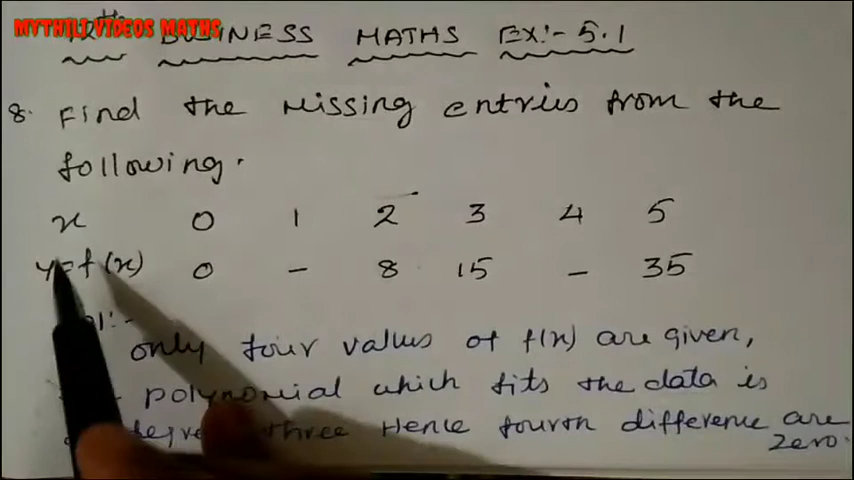 MYTHILI VIDEOS MATHS
12th BUSINESS MATHS EX:- 5.1
8. Find the Missing entries from the
following.
x 0 1 2 3 4 5
y=f(x) 0 - 8 15 - 35
only four values of f(x) are given,
polynomial which fits the data is
degree three Hence fourth difference are
zero.